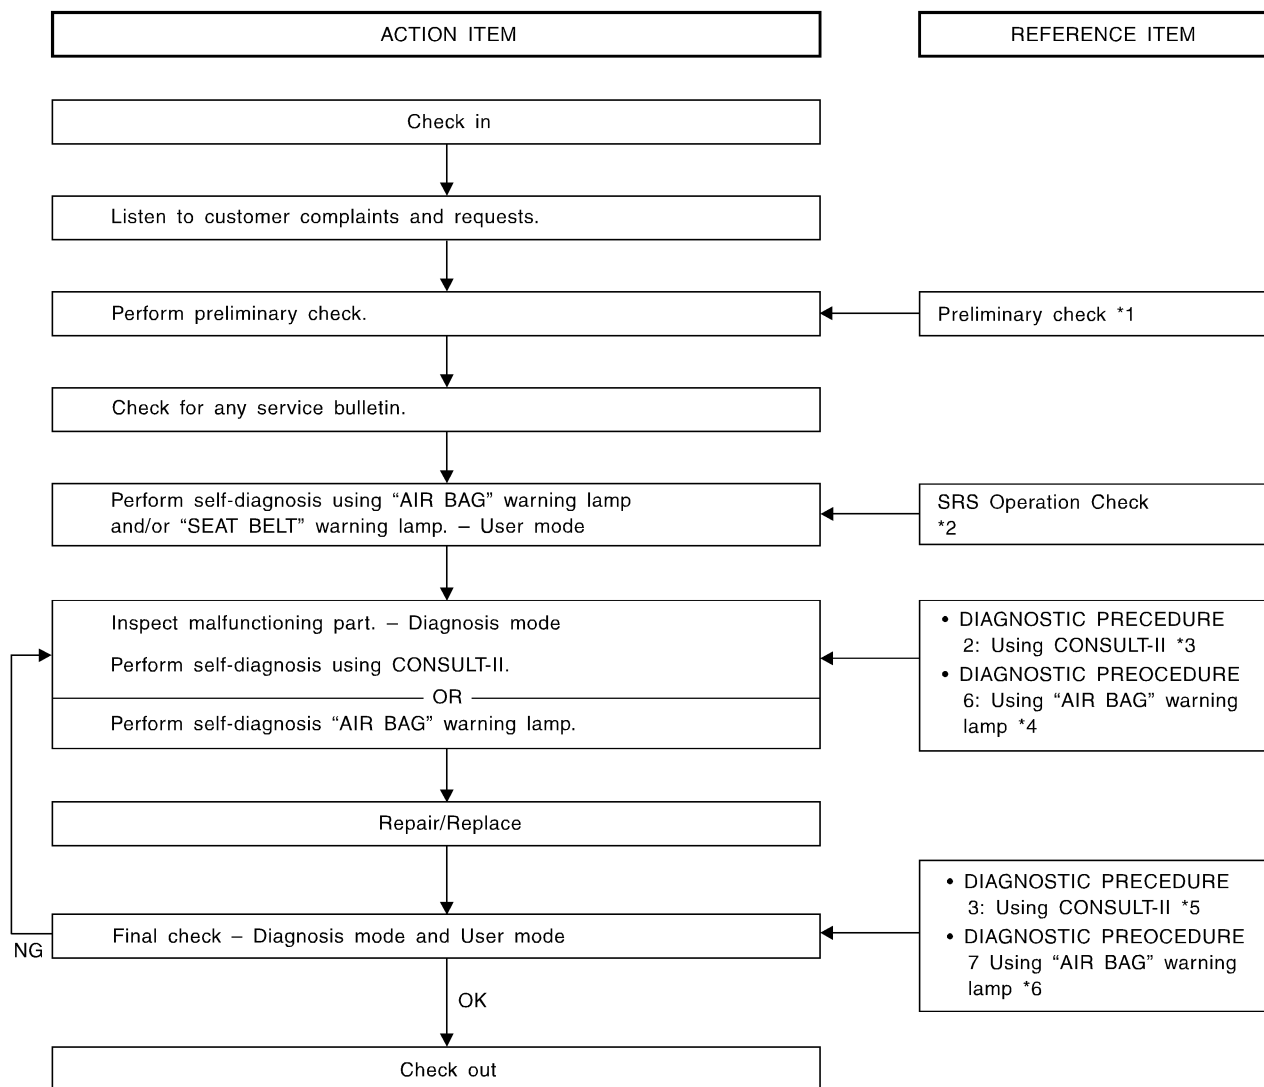 ACTION ITEM
REFERENCE ITEM
Check in
Listen to customer complaints and requests.
Perform preliminary check.
Preliminary check *1
Check for any service bulletin.
Perform self-diagnosis using “AIR BAG” warning lamp
and/or “SEAT BELT” warning lamp. – User mode
SRS Operation Check
*2
Inspect malfunctioning part. – Diagnosis mode
Perform self-diagnosis using CONSULT-II.
OR
Perform self-diagnosis “AIR BAG” warning lamp.
• DIAGNOSTIC PRECEDURE
2: Using CONSULT-II *3
• DIAGNOSTIC PREOCEDURE
6: Using “AIR BAG” warning
lamp *4
Repair/Replace
Final check – Diagnosis mode and User mode
NG
• DIAGNOSTIC PRECEDURE
3: Using CONSULT-II *5
• DIAGNOSTIC PREOCEDURE
7 Using “AIR BAG” warning
lamp *6
OK
Check out